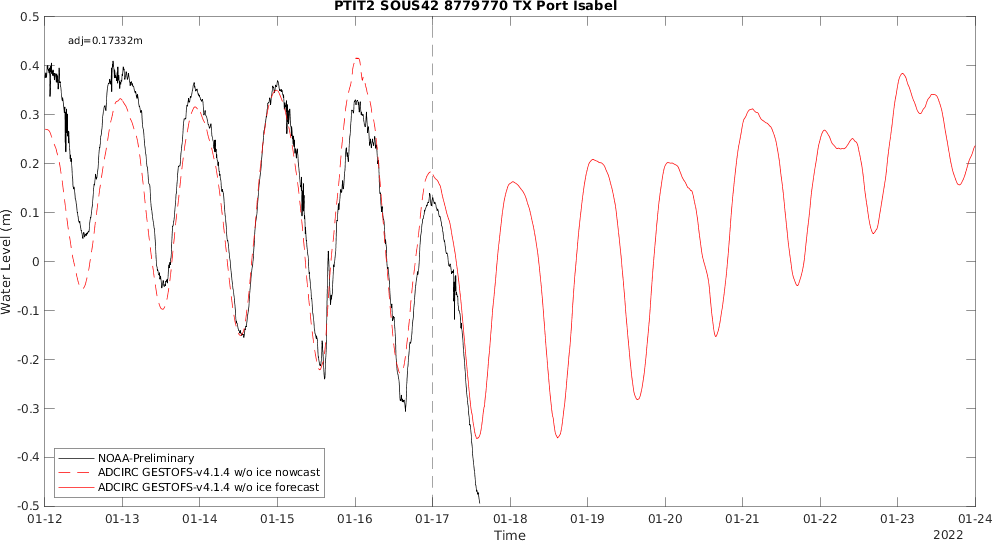 PTIT2 SOUS42 8779770 TX Port Isabel
adj=0.17332m
0.5
0.4
0.3
0.2
0.1
0
-0.1
-0.2
-0.3
-0.4
-0.5
Water Level (m)
NOAA-Preliminary
ADCIRC GESTOFS-v4.1.4 w/o ice nowcast
ADCIRC GESTOFS-v4.1.4 w/o ice forecast
01-12 01-13 01-14 01-15 01-16 01-17 01-18 01-19 01-20 01-21 01-22 01-23 01-24
Time
2022